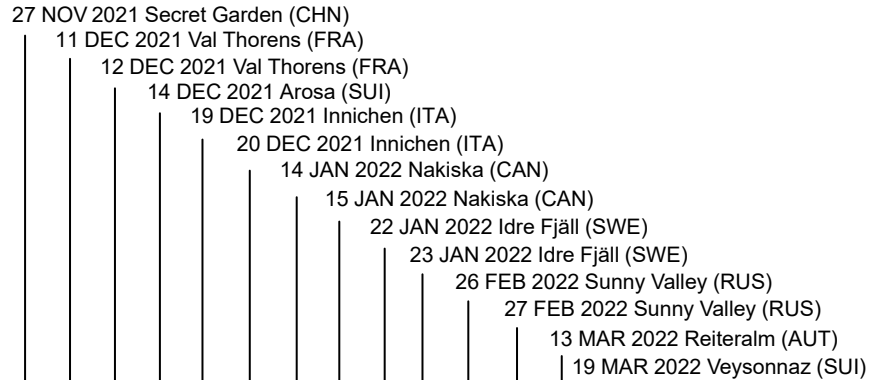 27 NOV 2021 Secret Garden (CHN)
11 DEC 2021 Val Thorens (FRA)
12 DEC 2021 Val Thorens (FRA)
14 DEC 2021 Arosa (SUI)
19 DEC 2021 Innichen (ITA)
20 DEC 2021 Innichen (ITA)
14 JAN 2022 Nakiska (CAN)
15 JAN 2022 Nakiska (CAN)
22 JAN 2022 Idre Fjäll (SWE)
23 JAN 2022 Idre Fjäll (SWE)
26 FEB 2022 Sunny Valley (RUS)
27 FEB 2022 Sunny Valley (RUS)
13 MAR 2022 Reiteralm (AUT)
19 MAR 2022 Veysonnaz (SUI)